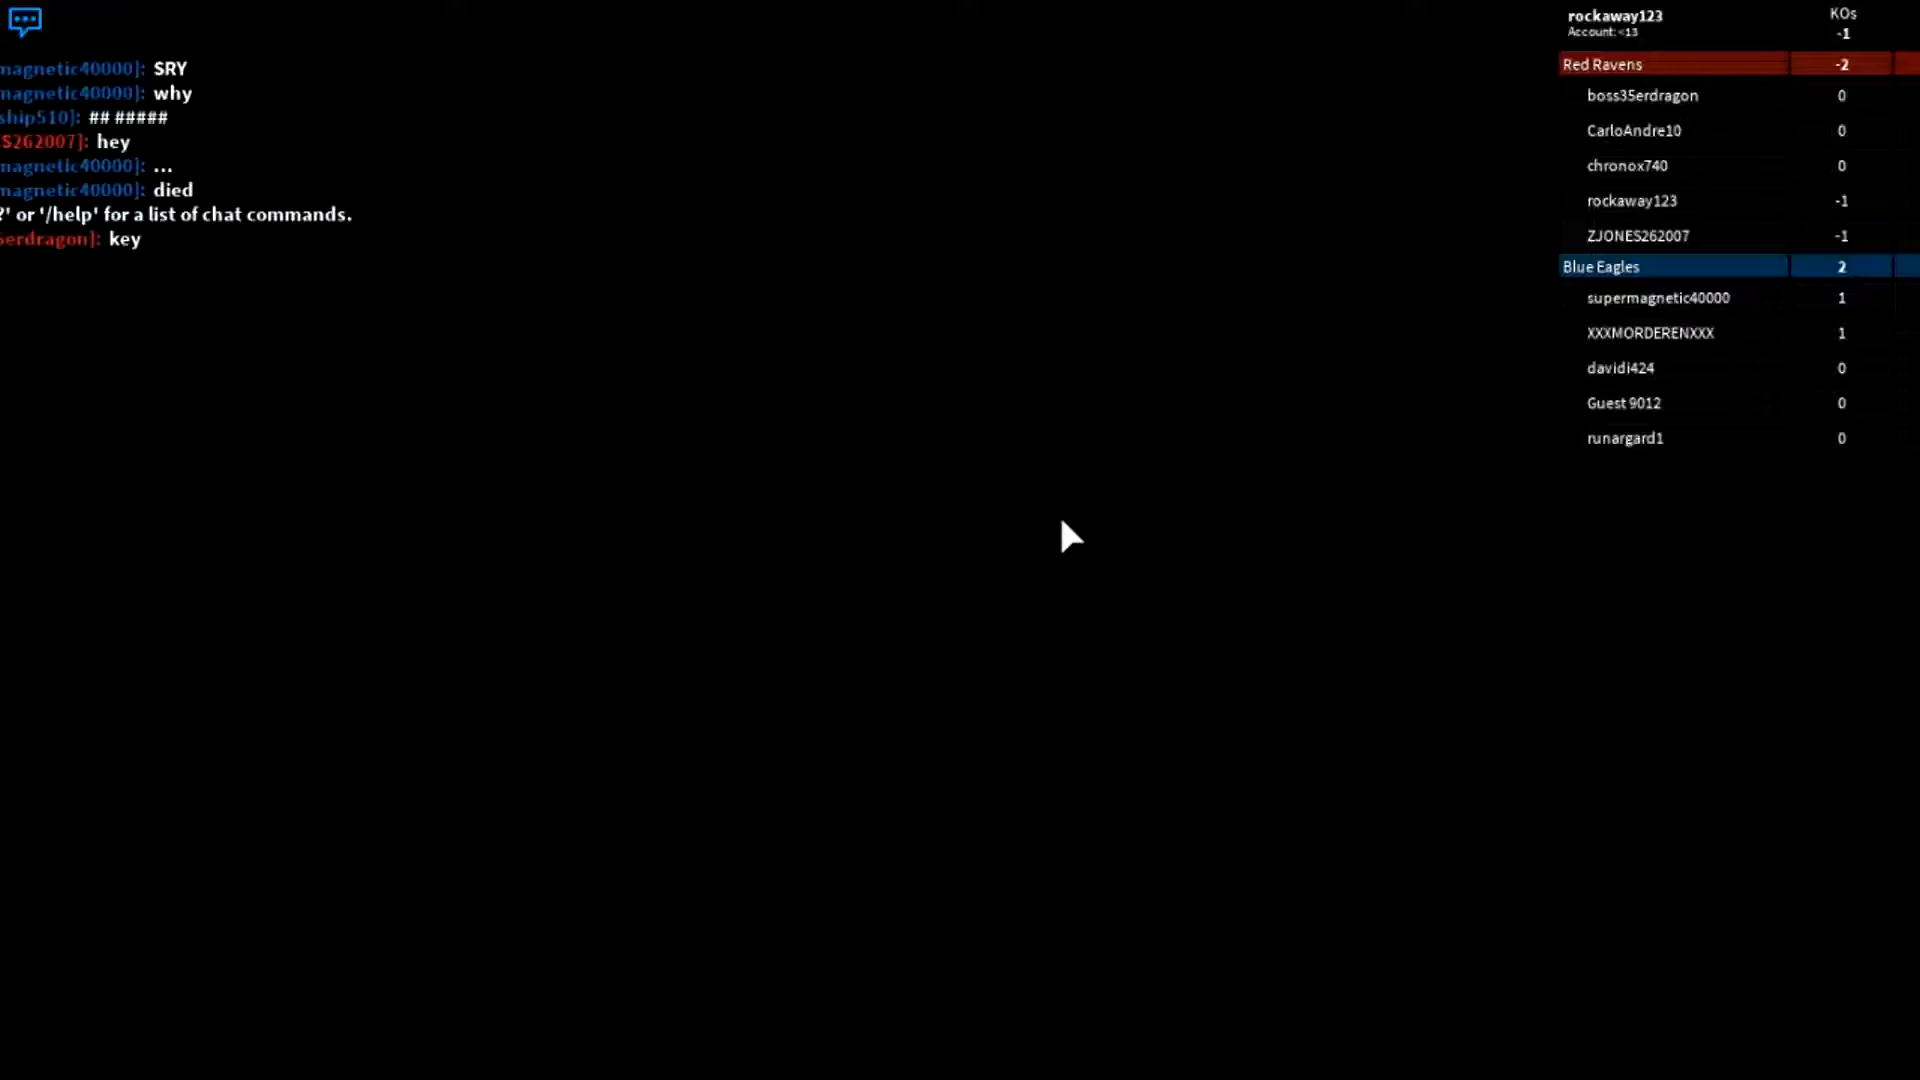 magnetic40000]: SRY
magnetic40000]: why
ship510]: ## #####
S262007]: hey
magnetic40000]: ...
magnetic40000]: died
?' or '/help' for a list of chat commands.
erdragon]: key
rockaway123 KOs
Account: <13 -1
Red Ravens -2
boss35erdragon 0
CarloAndre10 0
chronox740 0
rockaway123 -1
ZJONES262007 -1
Blue Eagles 2
supermagnetic40000 1
XXXMORDERENXXX 1
davidi424 0
Guest 9012 0
runargard1 0